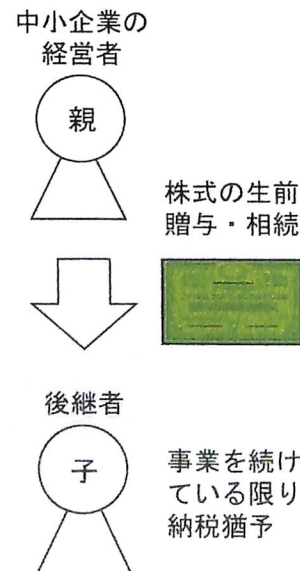 中小企業の
経営者
親
株式の生前
贈与・相続
後継者
子
事業を続け
ている限り
納税猶予